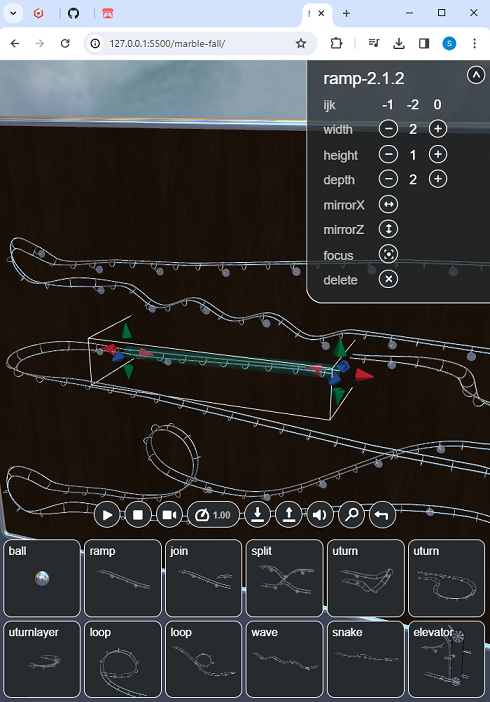 127.0.0.1:5500/marble-fall/
S
ramp-2.1.2
ijk -1 -2 0
width 2
height 1
depth 2
mirrorX
mirrorZ
focus
delete
1.00
ball ramp join split uturn uturn
uturnlayer loop loop wave snake elevator